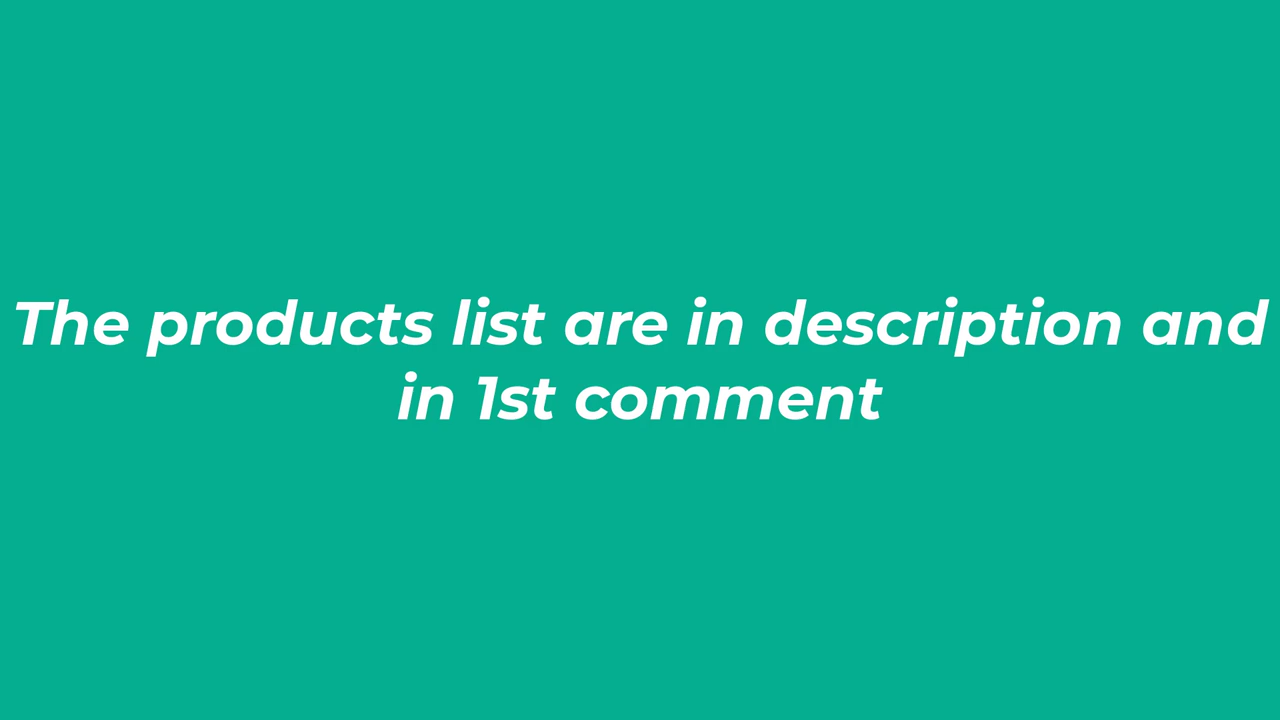 The products list are in description and
in 1st comment